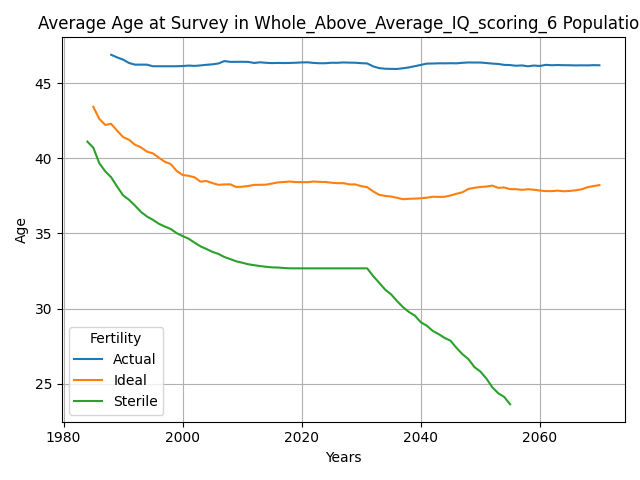 Average Age at Survey in Whole_Above_Average_IQ_scoring_6 Populatio
45
40
35
30
25
Age
Fertility
Actual
Ideal
Sterile
1980
2000
2020
2040
2060
Years